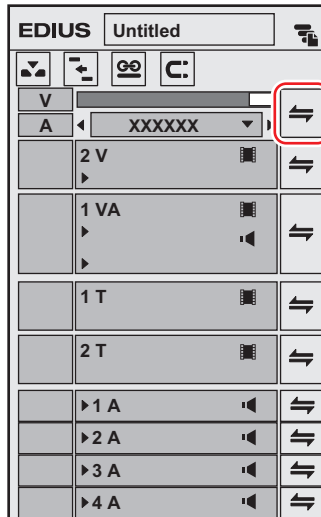 EDIUS Untitled
V
A XXXXXX
2 V
1 VA
1 T
2 T
1 A
2 A
3 A
4 A